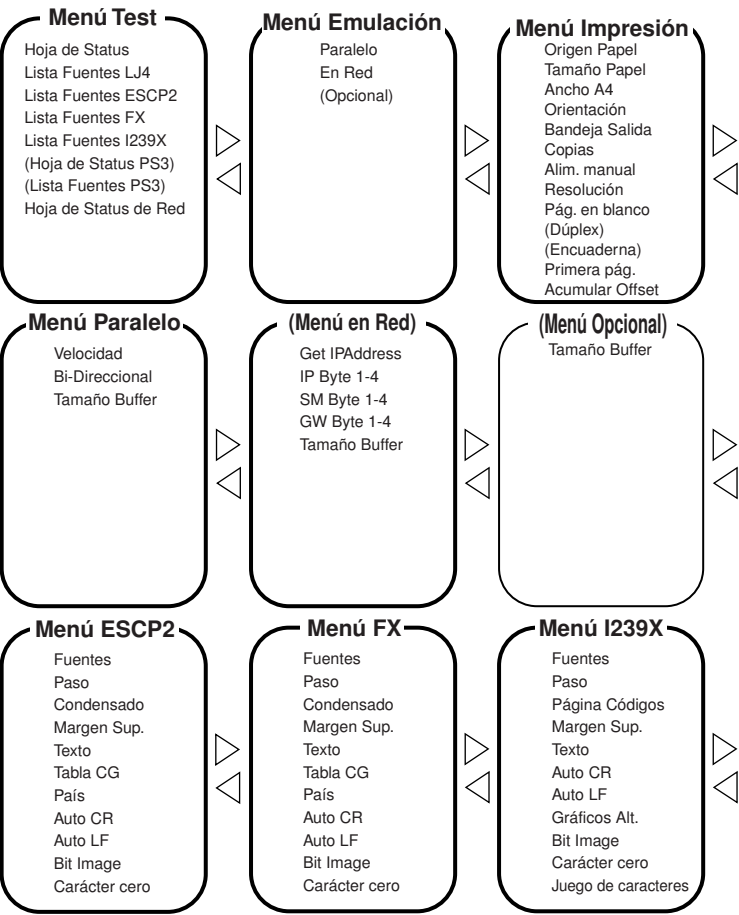 Menú Test
Hoja de Status
Lista Fuentes LJ4
Lista Fuentes ESCP2
Lista Fuentes FX
Lista Fuentes I239X
(Hoja de Status PS3)
(Lista Fuentes PS3)
Hoja de Status de Red
Menú Emulación
Paralelo
En Red
(Opcional)
Menú Impresión
Origen Papel
Tamaño Papel
Ancho A4
Orientación
Bandeja Salida
Copias
Alim. manual
Resolución
Pág. en blanco
(Dúplex)
(Encuaderna)
Primera pág.
Acumular Offset
Menú Paralelo
Velocidad
Bi-Direccional
Tamaño Buffer
(Menú en Red)
Get IPAddress
IP Byte 1-4
SM Byte 1-4
GW Byte 1-4
Tamaño Buffer
(Menú Opcional)
Tamaño Buffer
Menú ESCP2
Fuentes
Paso
Condensado
Margen Sup.
Texto
Tabla CG
País
Auto CR
Auto LF
Bit Image
Carácter cero
Menú FX
Fuentes
Paso
Condensado
Margen Sup.
Texto
Tabla CG
País
Auto CR
Auto LF
Bit Image
Carácter cero
Menú I239X
Fuentes
Paso
Página Códigos
Margen Sup.
Texto
Auto CR
Auto LF
Gráficos Alt.
Bit Image
Carácter cero
Juego de caracteres